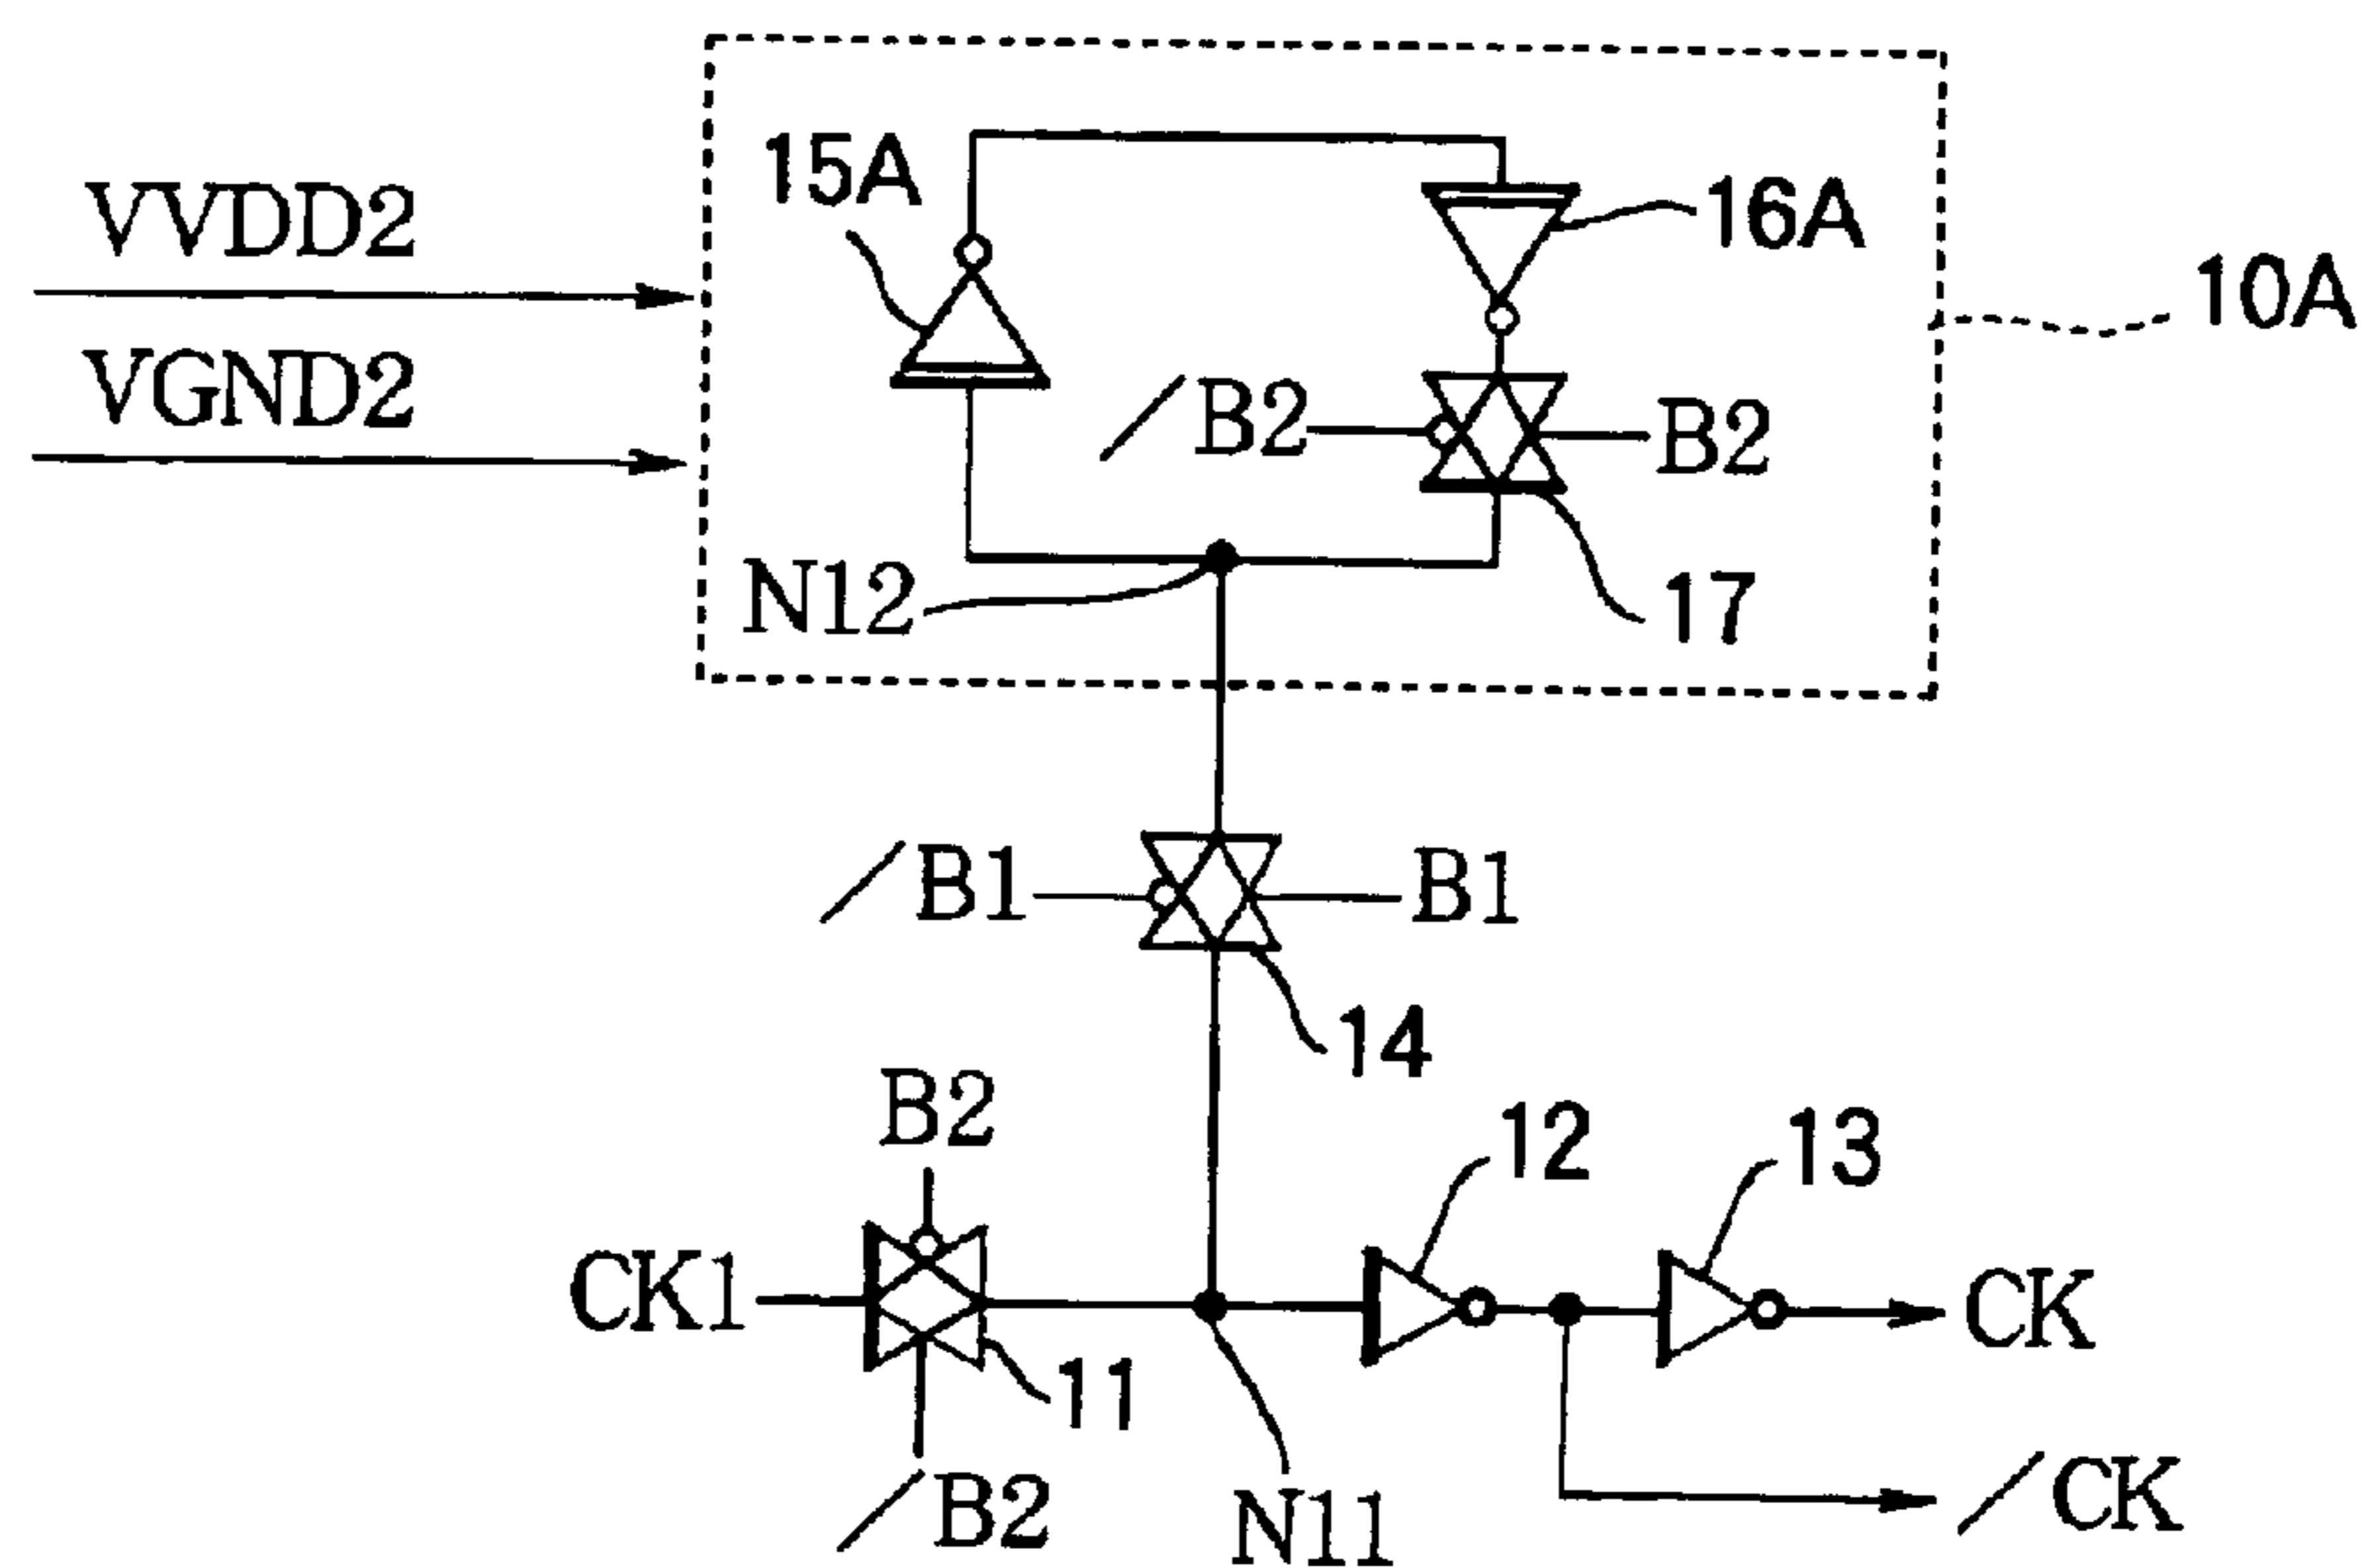 15A
16A
VVDD2
10A
VGND2
/B2
B2
N12
17
/B1
B1
14
B2
12
13
CK1
CK
11
/B2
N11
/CK